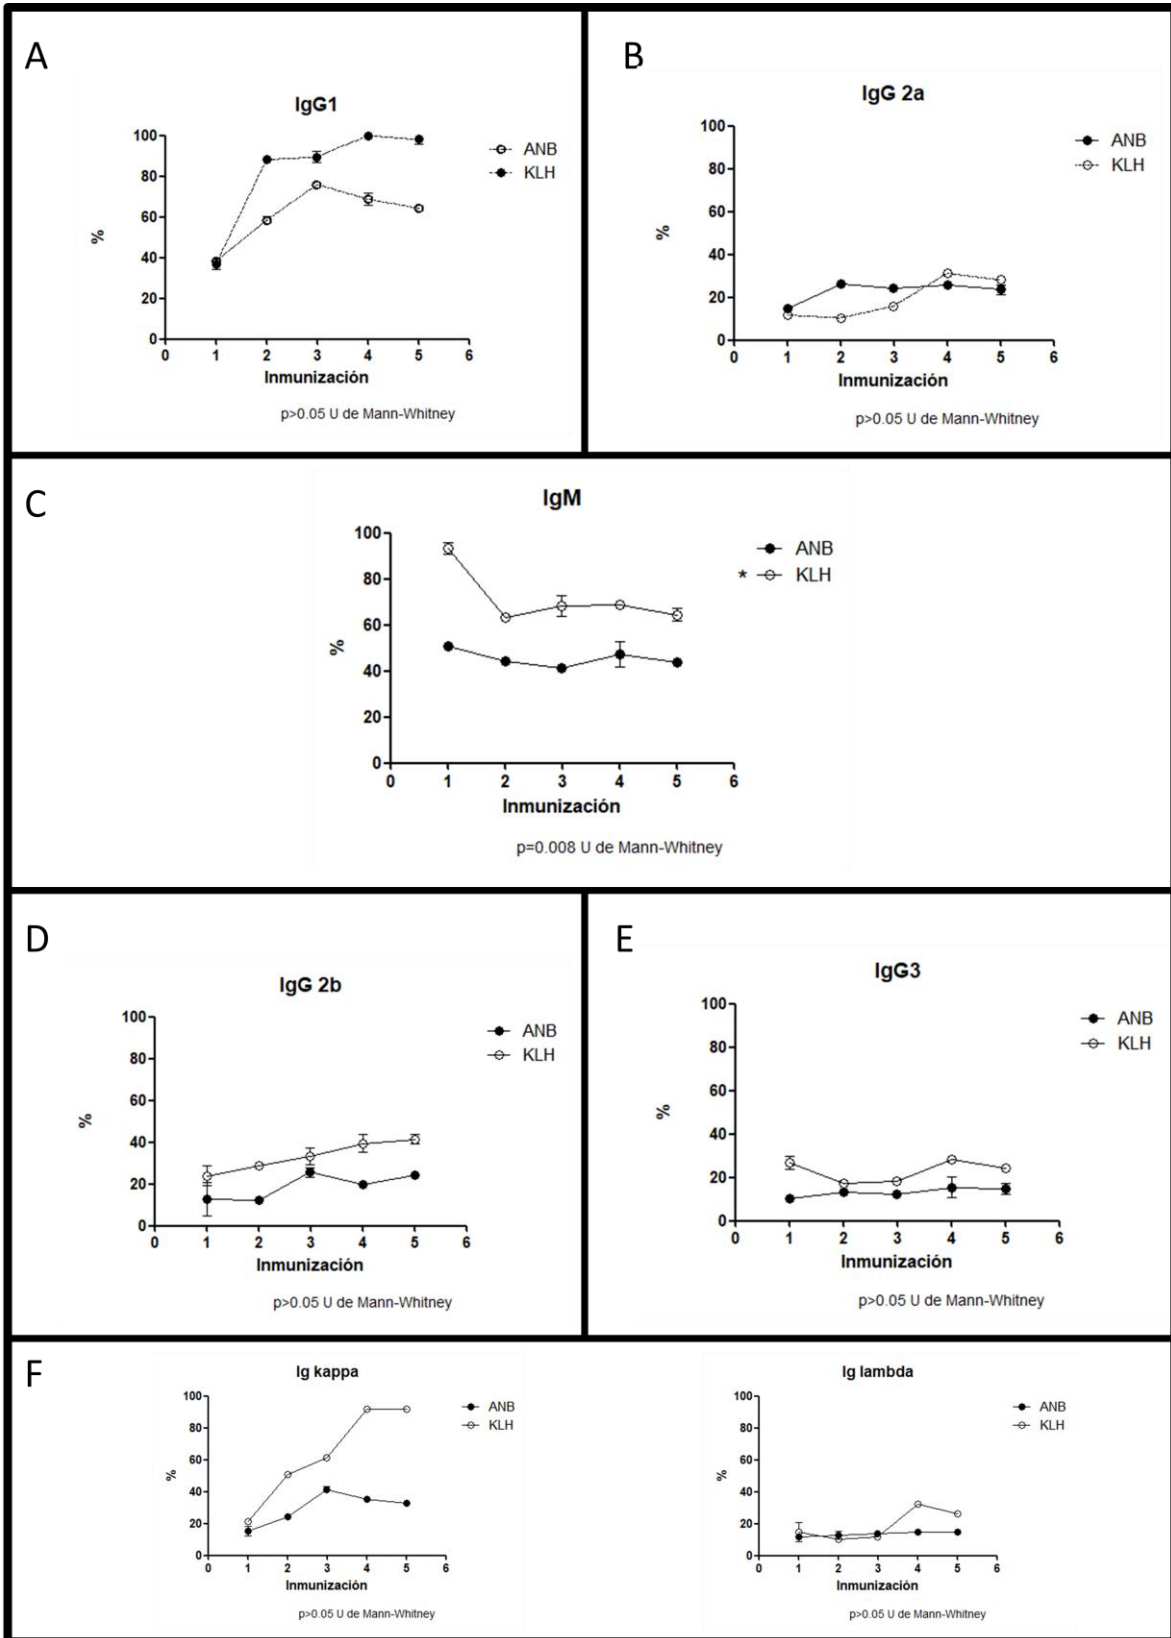 A
IgG1
100
80
60
40
20
0
%
0 1 2 3 4 5 6
Inmunización
ANB
KLH
p>0.05 U de Mann-Whitney
B
IgG 2a
100
80
60
40
20
0
%
0 1 2 3 4 5 6
Inmunización
ANB
KLH
p>0.05 U de Mann-Whitney
C
IgM
100
80
60
40
20
0
%
0 1 2 3 4 5 6
Inmunización
ANB
* KLH
p=0.008 U de Mann-Whitney
D
IgG 2b
100
80
60
40
20
0
%
0 1 2 3 4 5 6
Inmunización
ANB
KLH
p>0.05 U de Mann-Whitney
E
IgG3
100
80
60
40
20
0
%
0 1 2 3 4 5 6
Inmunización
ANB
KLH
p>0.05 U de Mann-Whitney
F
Ig kappa
100
80
60
40
20
0
%
0 1 2 3 4 5 6
Inmunización
ANB
KLH
p>0.05 U de Mann-Whitney
Ig lambda
100
80
60
40
20
0
%
0 1 2 3 4 5 6
Inmunización
ANB
KLH
p>0.05 U de Mann-Whitney